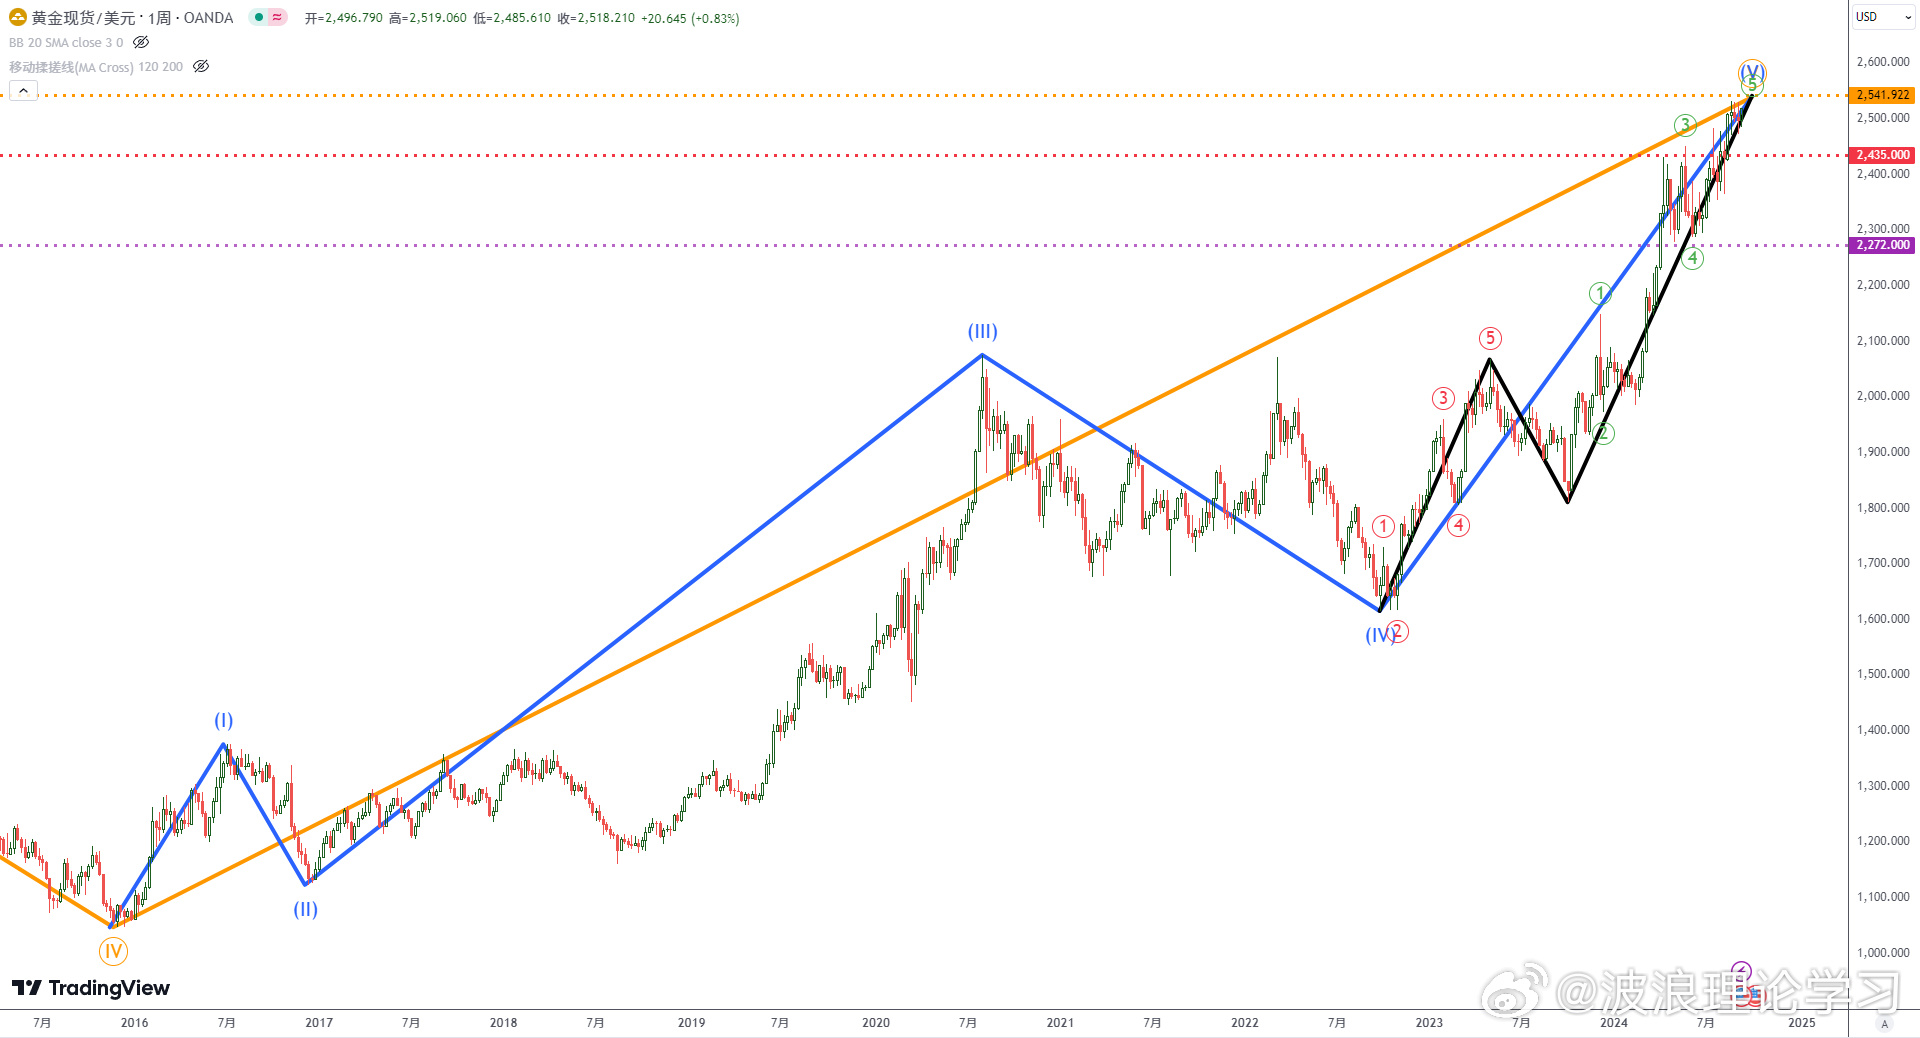 黄金现货/美元 · 1周 · OANDA 开=2,496.790 高=2,519.060 低=2,485.610 收=2,518.210 +20.645 (+0.83%)
USD
BB 20 SMA close 3 0
移动揉搓线(MA Cross) 120 200
2,600.000
(V)
5
2,541.922
2,500.000
3
2,435.000
2,400.000
2,300.000
2,272.000
4
2,200.000
1
(III)
2,100.000
5
2,000.000
3
2
1,900.000
1,800.000
1
4
1,700.000
1,600.000
(IV)
2
1,500.000
(I)
1,400.000
1,300.000
1,200.000
(II)
1,100.000
IV
1,000.000
TradingView
@波浪理论学习
7月 2016 7月 2017 7月 2018 7月 2019 7月 2020 7月 2021 7月 2022 7月 2023 7月 2024 7月 2025
A